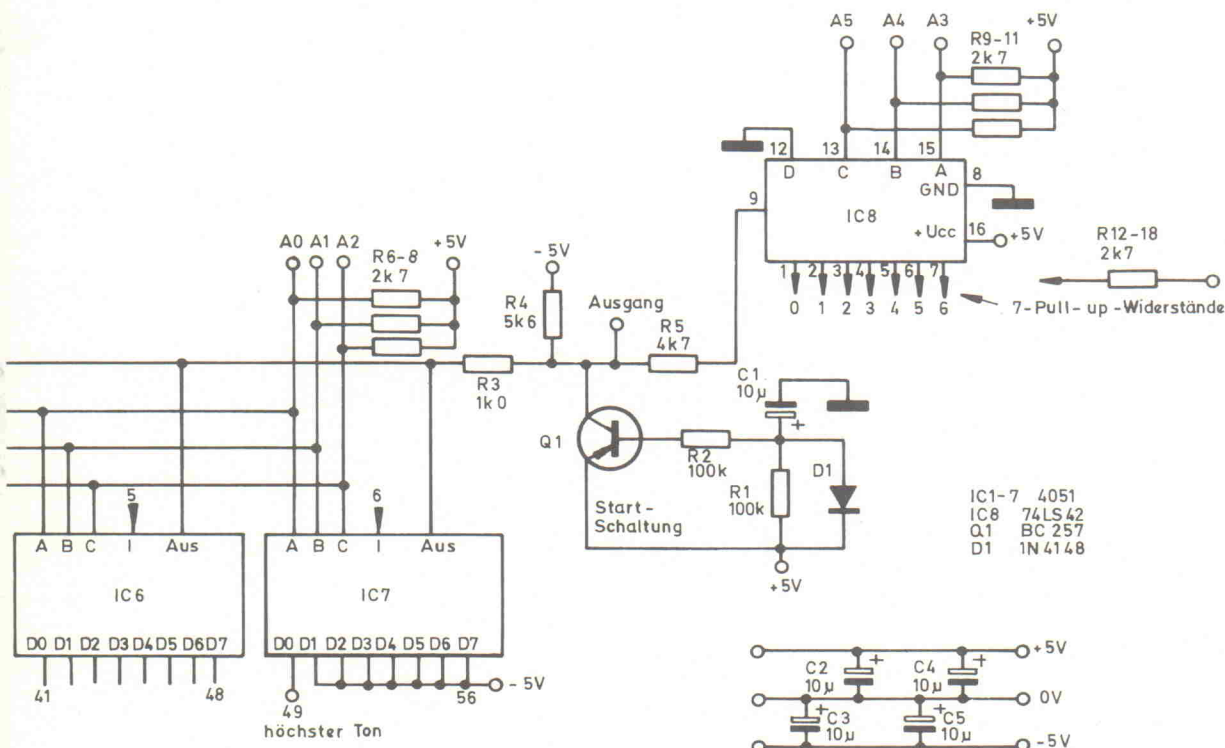 A5 A4 A3 +5V
R9-11
2k7
12 13 14 15
D C B A
GND 8
9
IC8
+Ucc 16 +5V
1 2 3 4 5 6 7
0 1 2 3 4 5 6
R12-18
2k7
7-Pull-up-Widerstände
A0 A1 A2 +5V
R6-8
2k7
-5V
R4
5k6
Ausgang
R5
4k7
R3
1k0
C1
10µ
+
Q1
R2
100k
R1
100k
D1
Start-
Schaltung
+5V
IC1-7 4051
IC8 74LS42
Q1 BC257
D1 1N4148
5
A B C I Aus
IC6
D0 D1 D2 D3 D4 D5 D6 D7
41 48
6
A B C I Aus
IC7
D0 D1 D2 D3 D4 D5 D6 D7
49 56 -5V
höchster Ton
+5V
C2 + C4 +
10µ 10µ
0V
+ C3 + C5
10µ 10µ
-5V